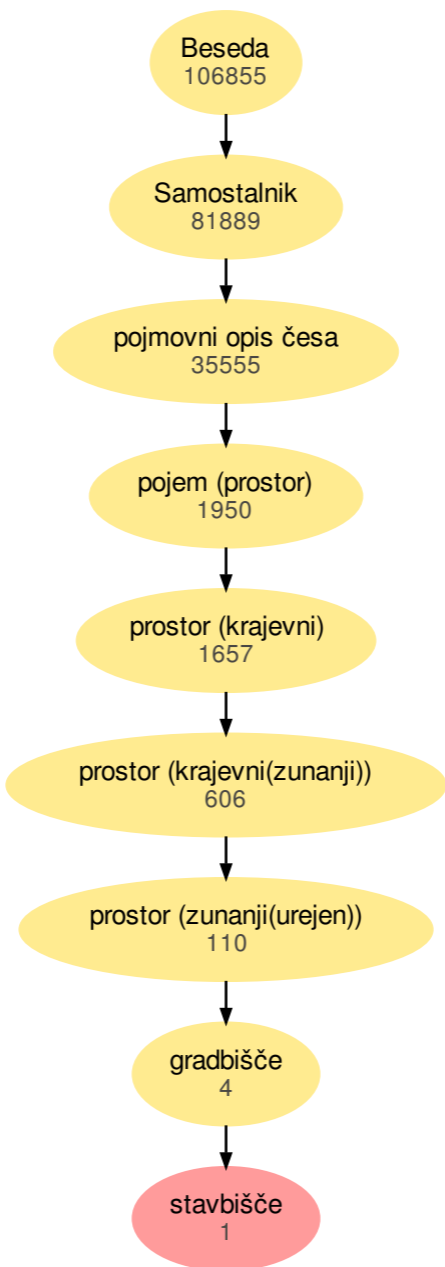 Beseda
106855
Samostalnik
81889
pojmovni opis česa
35555
pojem (prostor)
1950
prostor (krajevni)
1657
prostor (krajevni(zunanji))
606
prostor (zunanji(urejen))
110
gradbišče
4
stavbišče
1